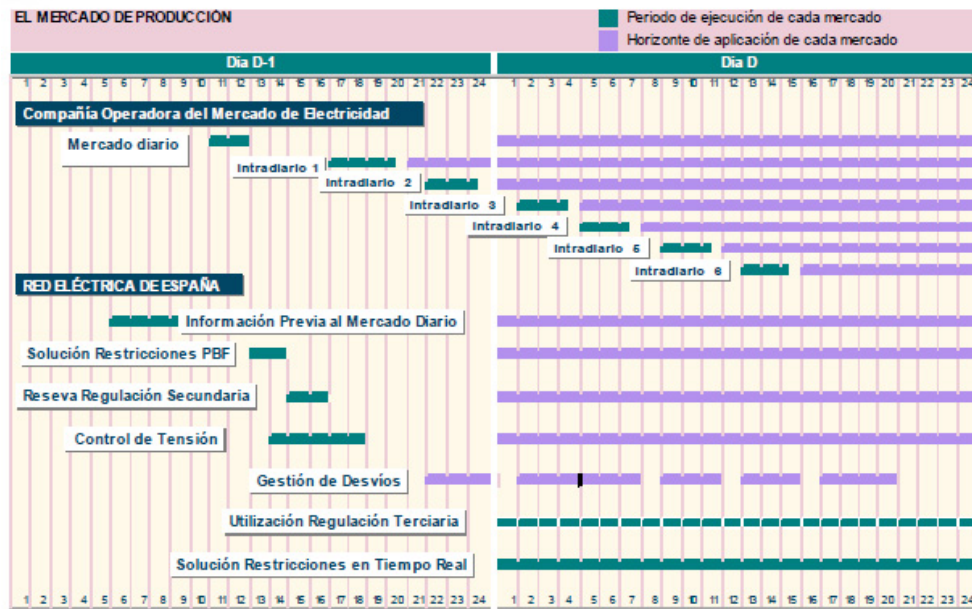 EL MERCADO DE PRODUCCIÓN
Periodo de ejecución de cada mercado
Horizonte de aplicación de cada mercado
Dia D-1 Dia D
1 2 3 4 5 6 7 8 9 10 11 12 13 14 15 16 17 18 19 20 21 22 23 24 1 2 3 4 5 6 7 8 9 10 11 12 13 14 15 16 17 18 19 20 21 22 23 24
Compañía Operadora del Mercado de Electricidad
Mercado diario
Intradiario 1
Intradiario 2
Intradiario 3
Intradiario 4
Intradiario 5
Intradiario 6
RED ELÉCTRICA DE ESPAÑA
Información Previa al Mercado Diario
Solución Restricciones PBF
Reseva Regulación Secundaria
Control de Tensión
Gestión de Desvíos
Utilización Regulación Terciaria
Solución Restricciones en Tiempo Real
1 2 3 4 5 6 7 8 9 10 11 12 13 14 15 16 17 18 19 20 21 22 23 24 1 2 3 4 5 6 7 8 9 10 11 12 13 14 15 16 17 18 19 20 21 22 23 24